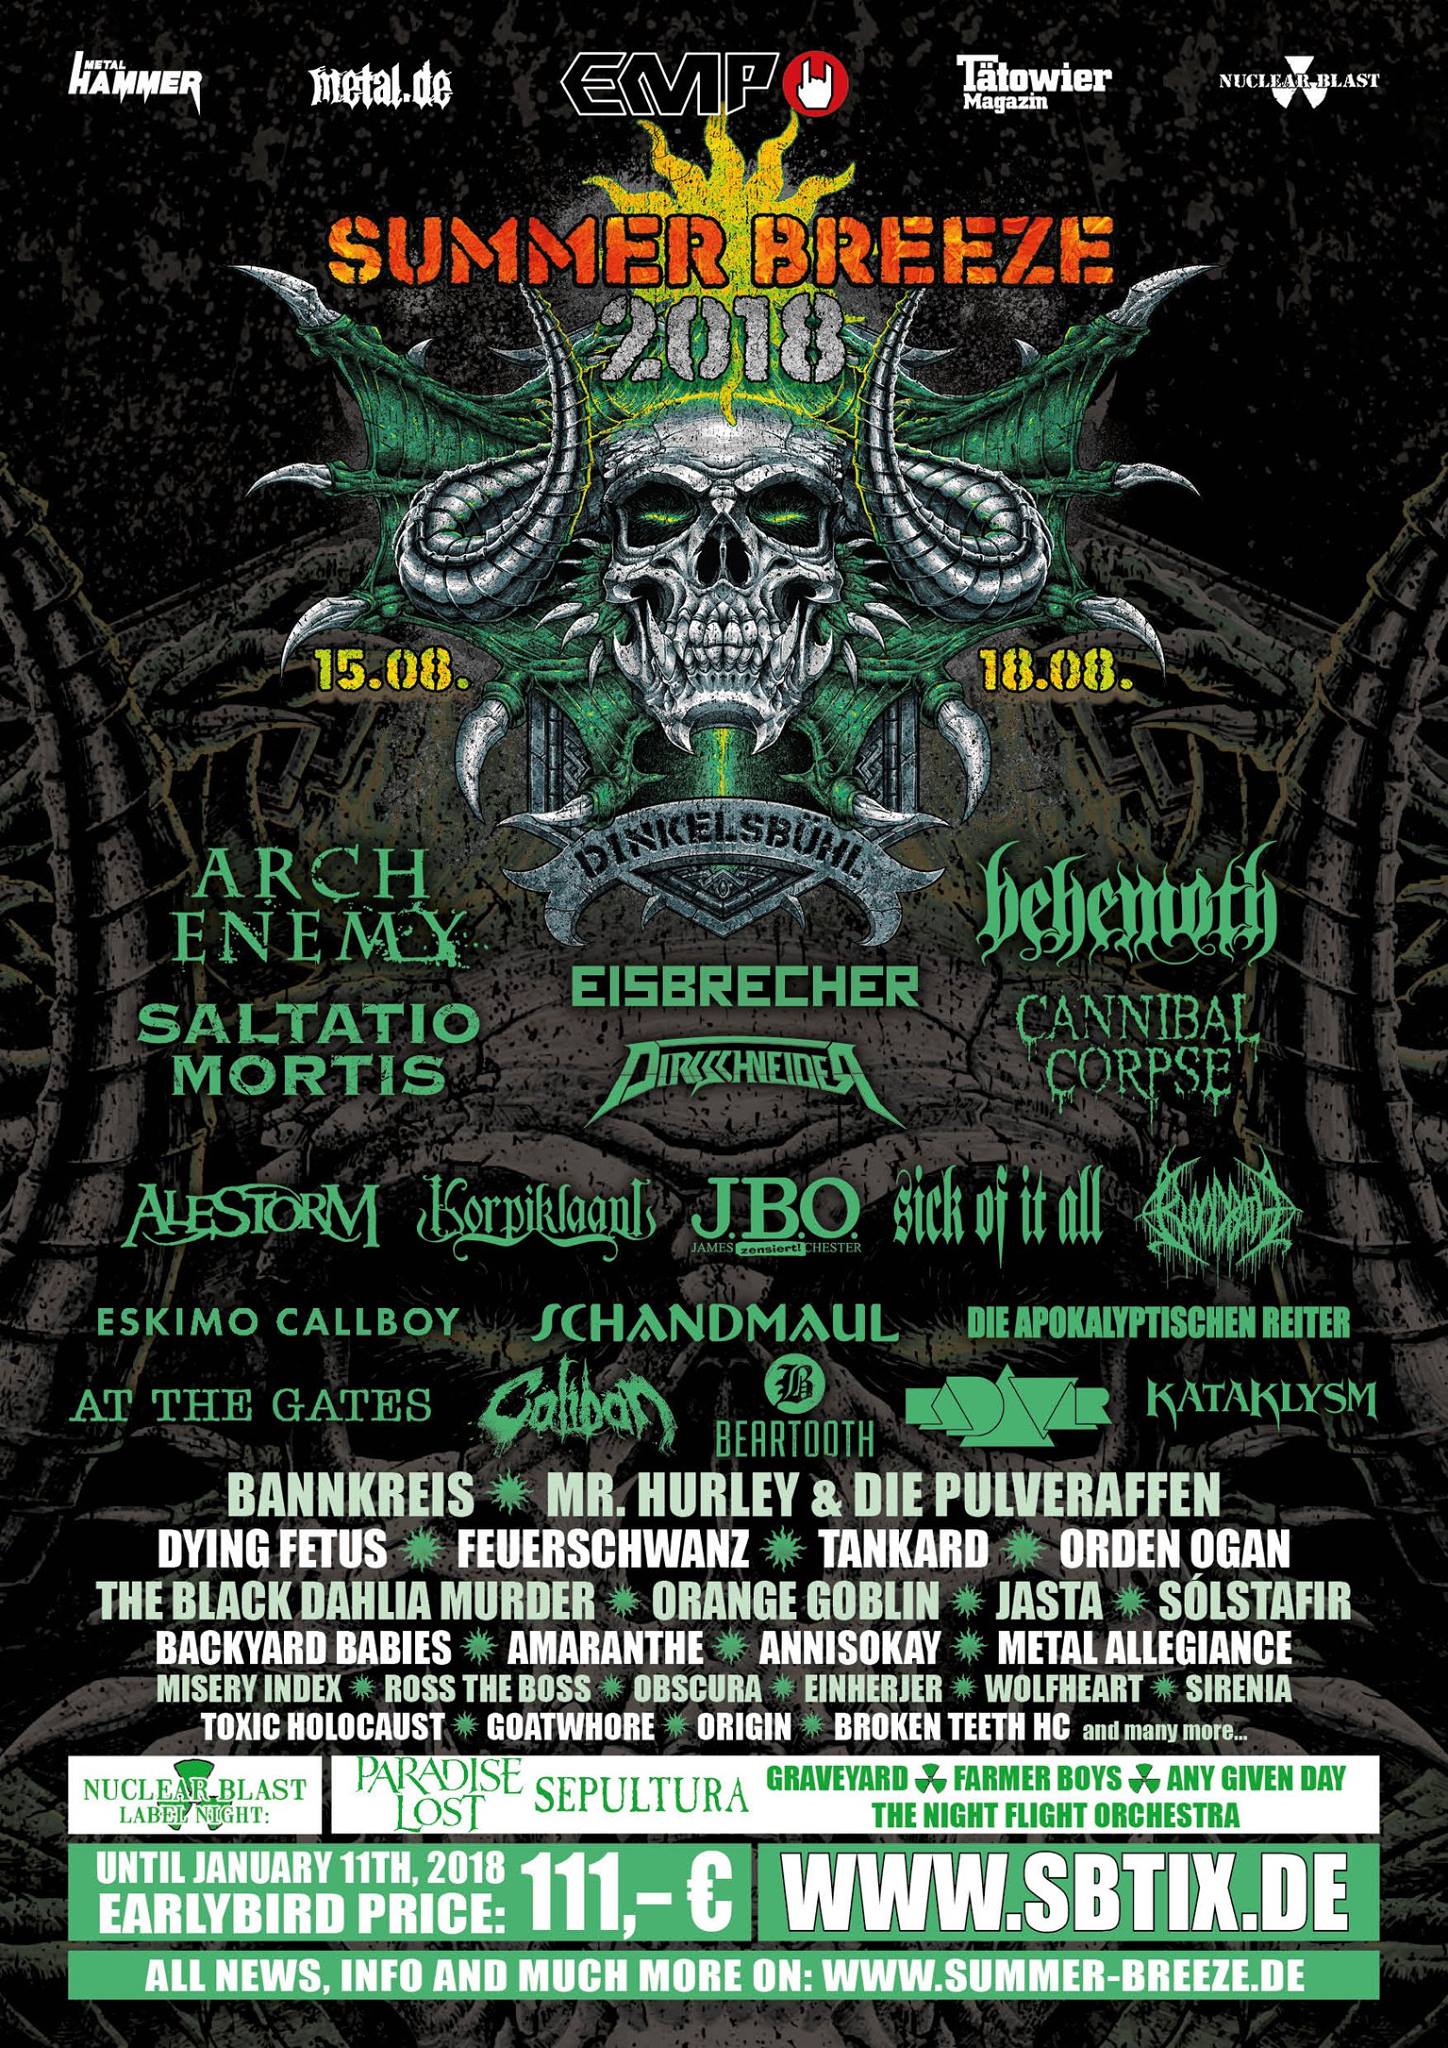 METAL HAMMER
metal.de
EMP
Tätowier
Magazin
NUCLEAR BLAST
SUMMER BREEZE
2018
15.08.
18.08.
DINKELSBÜHL
ARCH
ENEMY
behemoth
EISBRECHER
SALTATIO
MORTIS
CANNIBAL
CORPSE
DIRKSCHNEIDER
ALESTORM
Korpiklaani
J.B.O.
JAMES zensiert! CHESTER
sick of it all
BLOODBATH
ESKIMO CALLBOY
SCHANDMAUL
DIE APOKALYPTISCHEN REITER
AT THE GATES
Caliban
B
BEARTOOTH
KADAVAR
KATAKLYSM
BANNKREIS MR. HURLEY & DIE PULVERAFFEN
DYING FETUS FEUERSCHWANZ TANKARD ORDEN OGAN
THE BLACK DAHLIA MURDER ORANGE GOBLIN JASTA SÓLSTAFIR
BACKYARD BABIES AMARANTHE ANNISOKAY METAL ALLEGIANCE
MISERY INDEX ROSS THE BOSS OBSCURA EINHERJER WOLFHEART SIRENIA
TOXIC HOLOCAUST GOATWHORE ORIGIN BROKEN TEETH HC and many more...
NUCLEAR BLAST
LABEL NIGHT:
PARADISE
LOST
SEPULTURA
GRAVEYARD FARMER BOYS ANY GIVEN DAY
THE NIGHT FLIGHT ORCHESTRA
UNTIL JANUARY 11TH, 2018
EARLYBIRD PRICE:
111,– €
WWW.SBTIX.DE
ALL NEWS, INFO AND MUCH MORE ON: WWW.SUMMER-BREEZE.DE